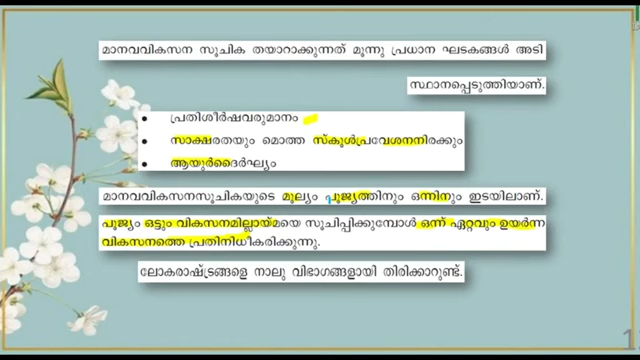 മാനവവികസന സൂചിക തയാറാക്കുന്നത് മൂന്നു പ്രധാന ഘടകങ്ങൾ അടി
സ്ഥാനപ്പെടുത്തിയാണ്.
• പ്രതിശീർഷവരുമാനം
• സാക്ഷരതയും മൊത്ത സ്കൂൾപ്രവേശനനിരക്കും
• ആയുർദൈർഘ്യം
മാനവവികസനസൂചികയുടെ മൂല്യം പൂജ്യത്തിനും ഒന്നിനും ഇടയിലാണ്.
പൂജ്യം ഒട്ടും വികസനമില്ലായ്മയെ സൂചിപ്പിക്കുമ്പോൾ ഒന്ന് ഏറ്റവും ഉയർന്ന
വികസനത്തെ പ്രതിനിധീകരിക്കുന്നു.
ലോകരാഷ്ട്രങ്ങളെ നാലു വിഭാഗങ്ങളായി തിരിക്കാറുണ്ട്.